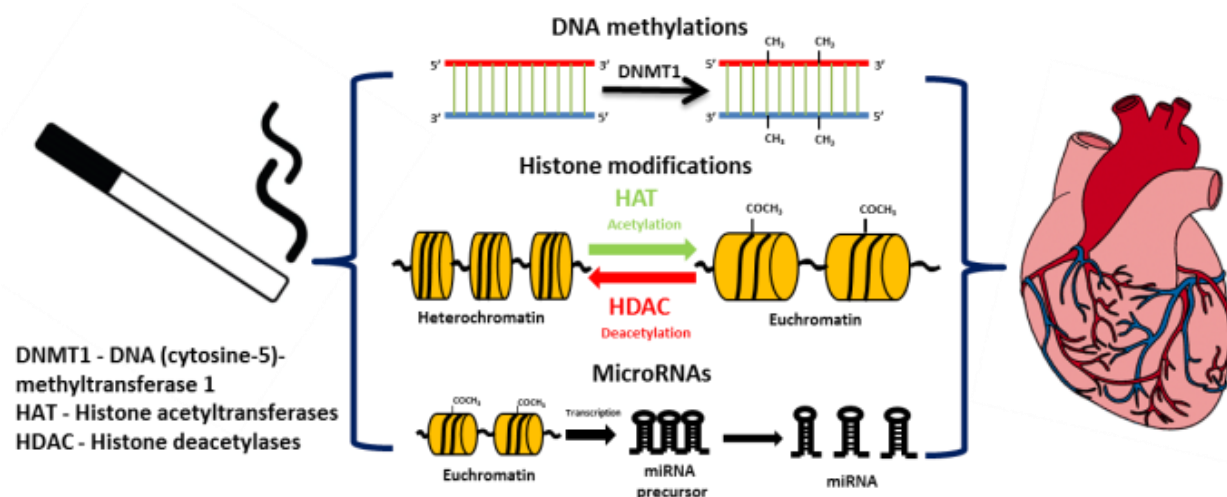 DNA methylations
CH₃ CH₃
5’ 3’ DNMT1 5’ 3’
3’ 5’ 3’ 5’
CH₃ CH₃
Histone modifications
HAT
Acetylation
COCH₃ COCH₃
HDAC
Deacetylation
Heterochromatin
Euchromatin
DNMT1 - DNA (cytosine-5)-
methyltransferase 1
HAT - Histone acetyltransferases
HDAC - Histone deacetylases
MicroRNAs
COCH₃ COCH₃
Transcription
Euchromatin
miRNA
precursor
miRNA